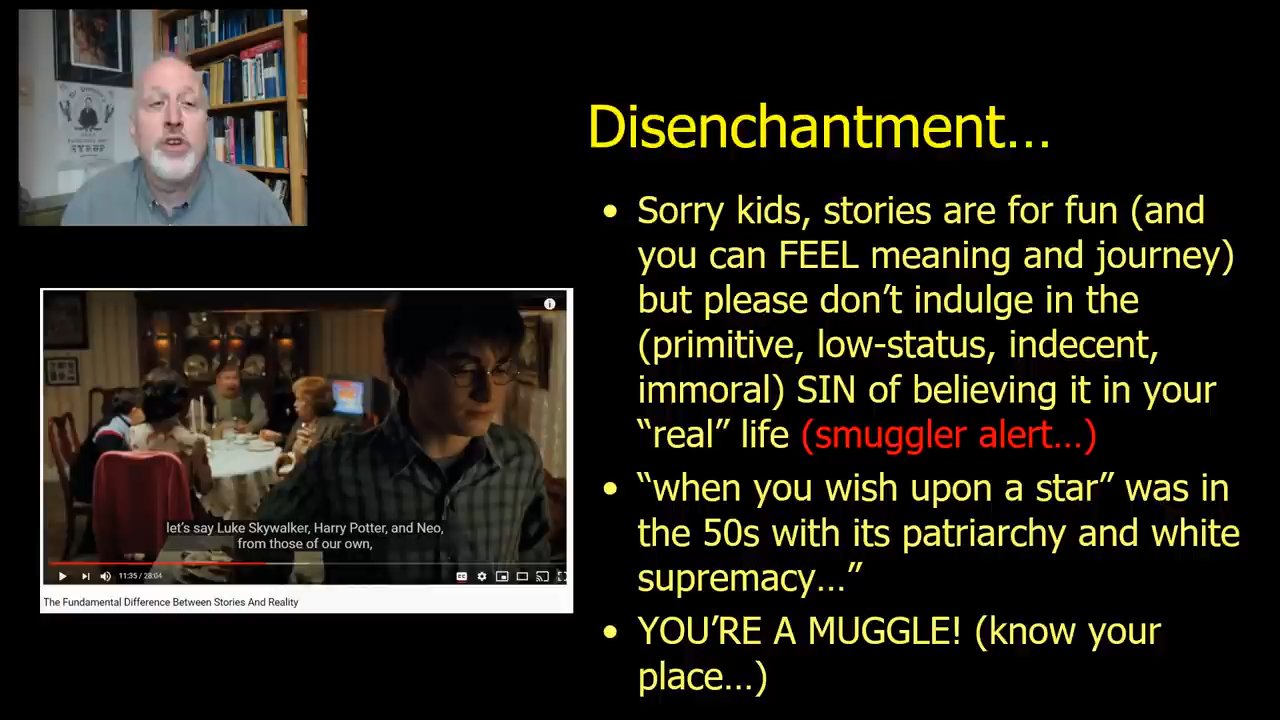 Disenchantment...
• Sorry kids, stories are for fun (and
you can FEEL meaning and journey)
but please don’t indulge in the
(primitive, low-status, indecent,
immoral) SIN of believing it in your
“real” life (smuggler alert...)
• “when you wish upon a star” was in
the 50s with its patriarchy and white
supremacy...”
• YOU’RE A MUGGLE! (know your
place...)
let's say Luke Skywalker, Harry Potter, and Neo,
from those of our own,
11:35 / 28:04
The Fundamental Difference Between Stories And Reality